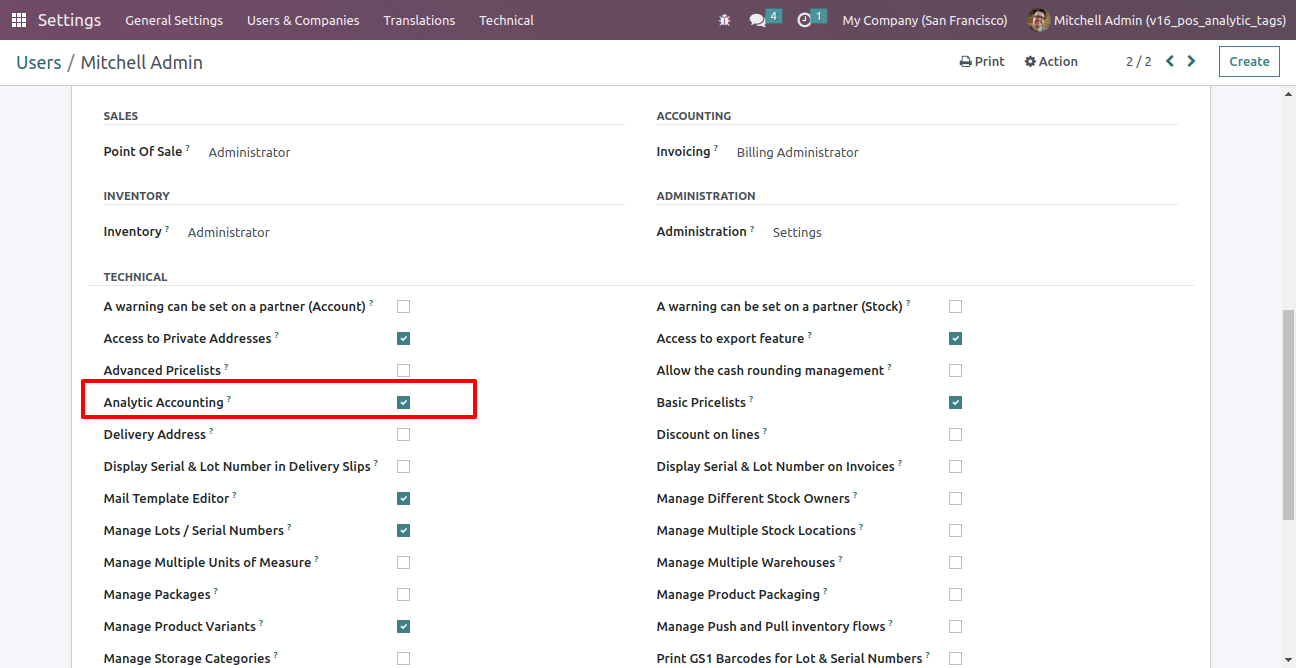 Settings General Settings Users & Companies Translations Technical 4 1 My Company (San Francisco) Mitchell Admin (v16_pos_analytic_tags)
Users / Mitchell Admin Print Action 2 / 2 Create
SALES ACCOUNTING
Point Of Sale ? Administrator Invoicing ? Billing Administrator
INVENTORY ADMINISTRATION
Inventory ? Administrator Administration ? Settings
TECHNICAL
A warning can be set on a partner (Account) ? A warning can be set on a partner (Stock) ?
Access to Private Addresses ? Access to export feature ?
Advanced Pricelists ? Allow the cash rounding management ?
Analytic Accounting ? Basic Pricelists ?
Delivery Address ? Discount on lines ?
Display Serial & Lot Number in Delivery Slips ? Display Serial & Lot Number on Invoices ?
Mail Template Editor ? Manage Different Stock Owners ?
Manage Lots / Serial Numbers ? Manage Multiple Stock Locations ?
Manage Multiple Units of Measure ? Manage Multiple Warehouses ?
Manage Packages ? Manage Product Packaging ?
Manage Product Variants ? Manage Push and Pull inventory flows ?
Manage Storage Categories ? Print GS1 Barcodes for Lot & Serial Numbers ?